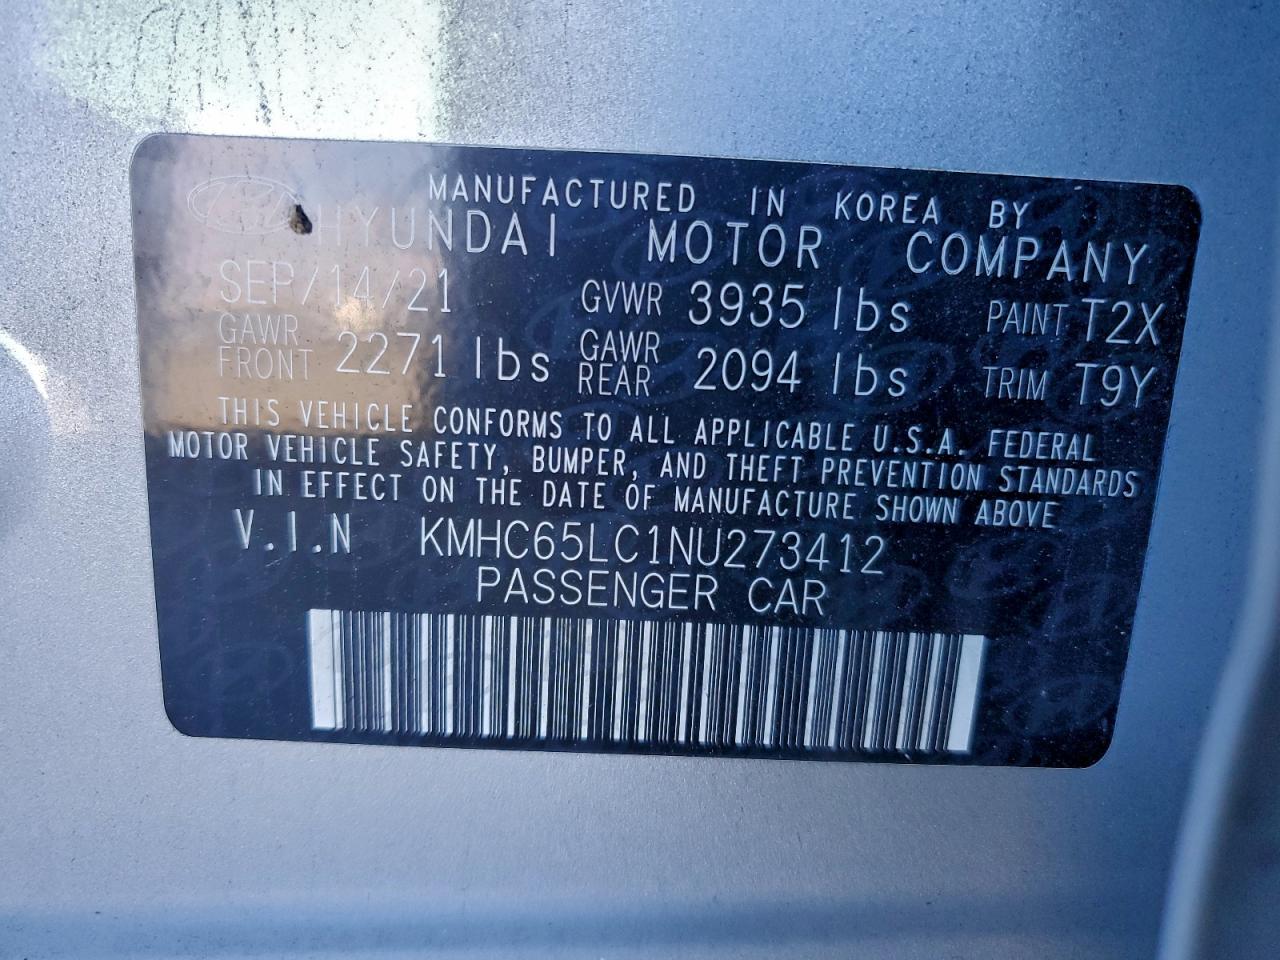 MANUFACTURED IN KOREA BY
HYUNDAI MOTOR COMPANY
SEP/14/21 GVWR 3935 lbs PAINT T2X
GAWR FRONT 2271 lbs GAWR REAR 2094 lbs TRIM T9Y
THIS VEHICLE CONFORMS TO ALL APPLICABLE U.S.A. FEDERAL
MOTOR VEHICLE SAFETY, BUMPER, AND THEFT PREVENTION STANDARDS
IN EFFECT ON THE DATE OF MANUFACTURE SHOWN ABOVE
V.I.N KMHC65LC1NU273412
PASSENGER CAR